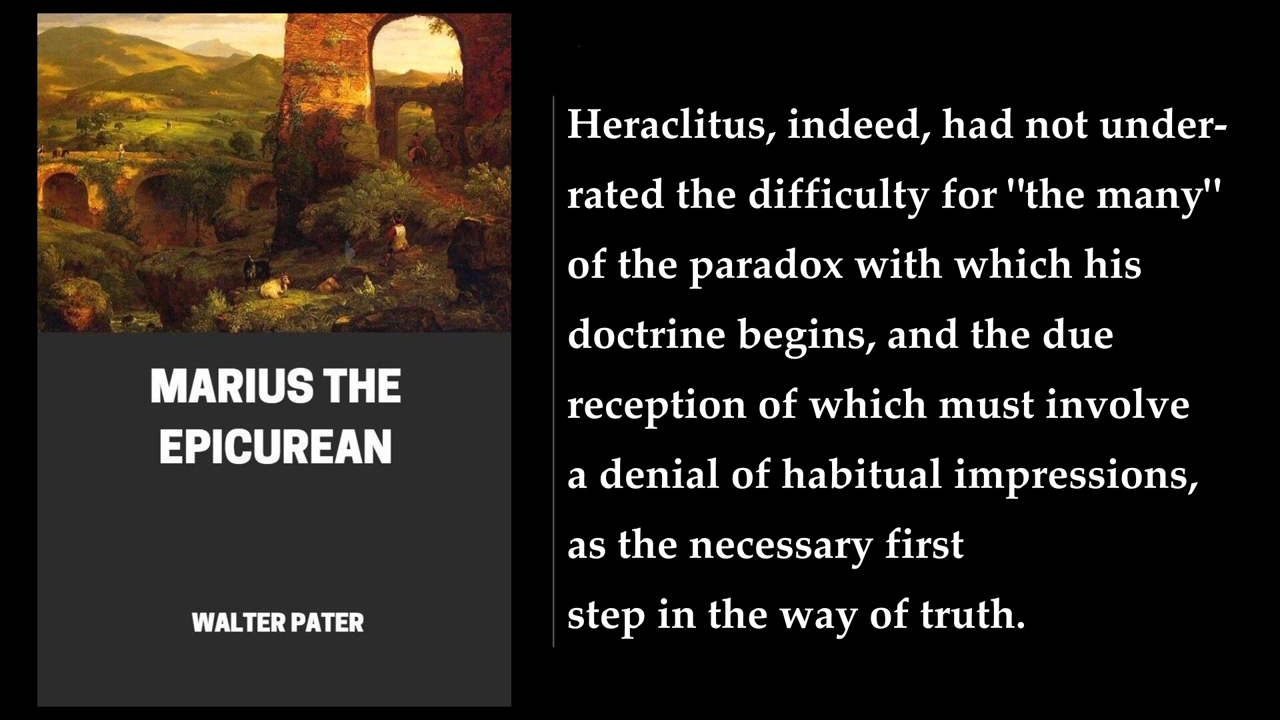 MARIUS THE
EPICUREAN
WALTER PATER
Heraclitus, indeed, had not under-
rated the difficulty for "the many"
of the paradox with which his
doctrine begins, and the due
reception of which must involve
a denial of habitual impressions,
as the necessary first
step in the way of truth.